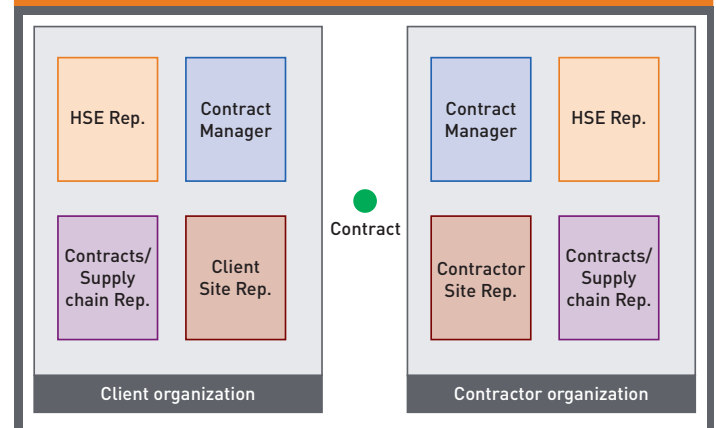 HSE Rep.
Contract
Manager
Contracts/
Supply
chain Rep.
Client
Site Rep.
Client organization
Contract
Contract
Manager
HSE Rep.
Contractor
Site Rep.
Contracts/
Supply
chain Rep.
Contractor organization